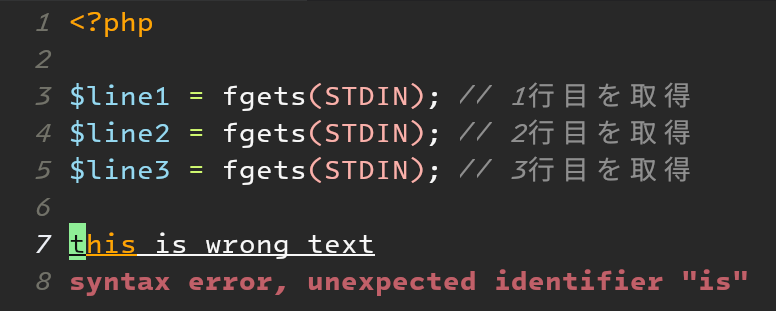 1 <?php
2
3 $line1 = fgets(STDIN); // 1行目を取得
4 $line2 = fgets(STDIN); // 2行目を取得
5 $line3 = fgets(STDIN); // 3行目を取得
6
7 this is wrong text
8 syntax error, unexpected identifier "is"